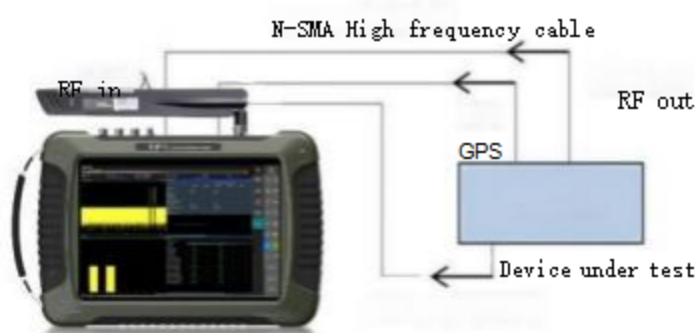 N-SMA High frequency cable
RF in
RF out
GPS
Device under test